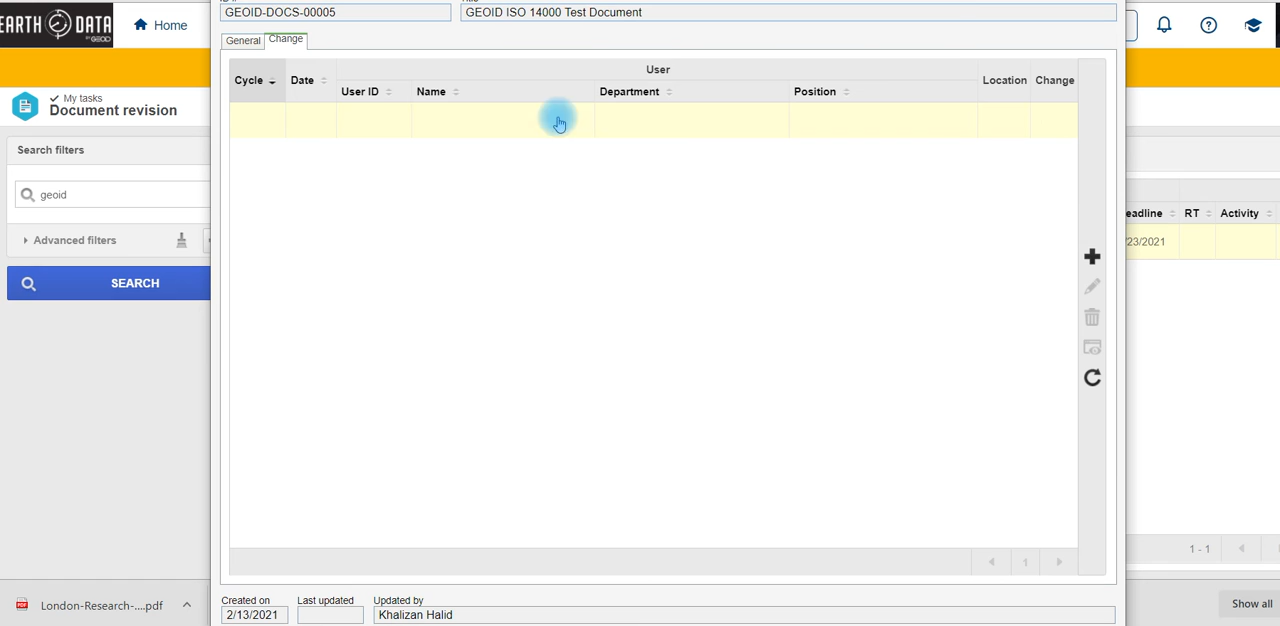 GEOID-DOCS-00005
GEOID ISO 14000 Test Document
EARTH DATA
BY GEOID
Home
General
Change
User
Cycle
Date
User ID
Name
Department
Position
Location
Change
My tasks
Document revision
Search filters
geoid
Advanced filters
SEARCH
eadline
RT
Activity
23/2021
1
1 - 1
Created on
Last updated
Updated by
2/13/2021
Khalizan Halid
London-Research-....pdf
Show all